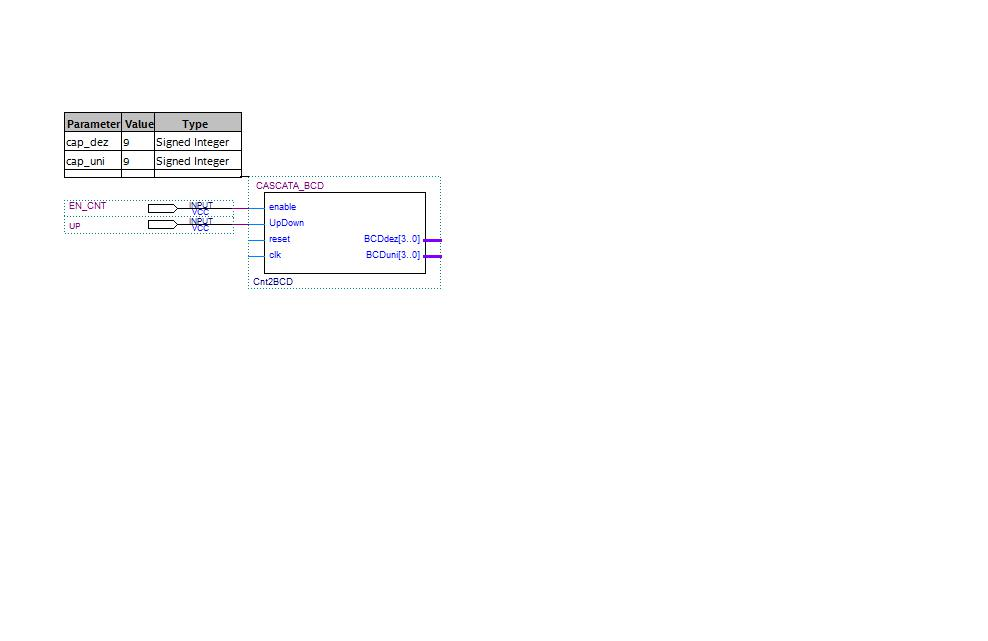 Parameter Value Type
cap_dez 9 Signed Integer
cap_uni 9 Signed Integer
CASCATA_BCD
EN_CNT INPUT VCC enable
UP INPUT VCC UpDown
reset BCDdez[3..0]
clk BCDuni[3..0]
Cnt2BCD